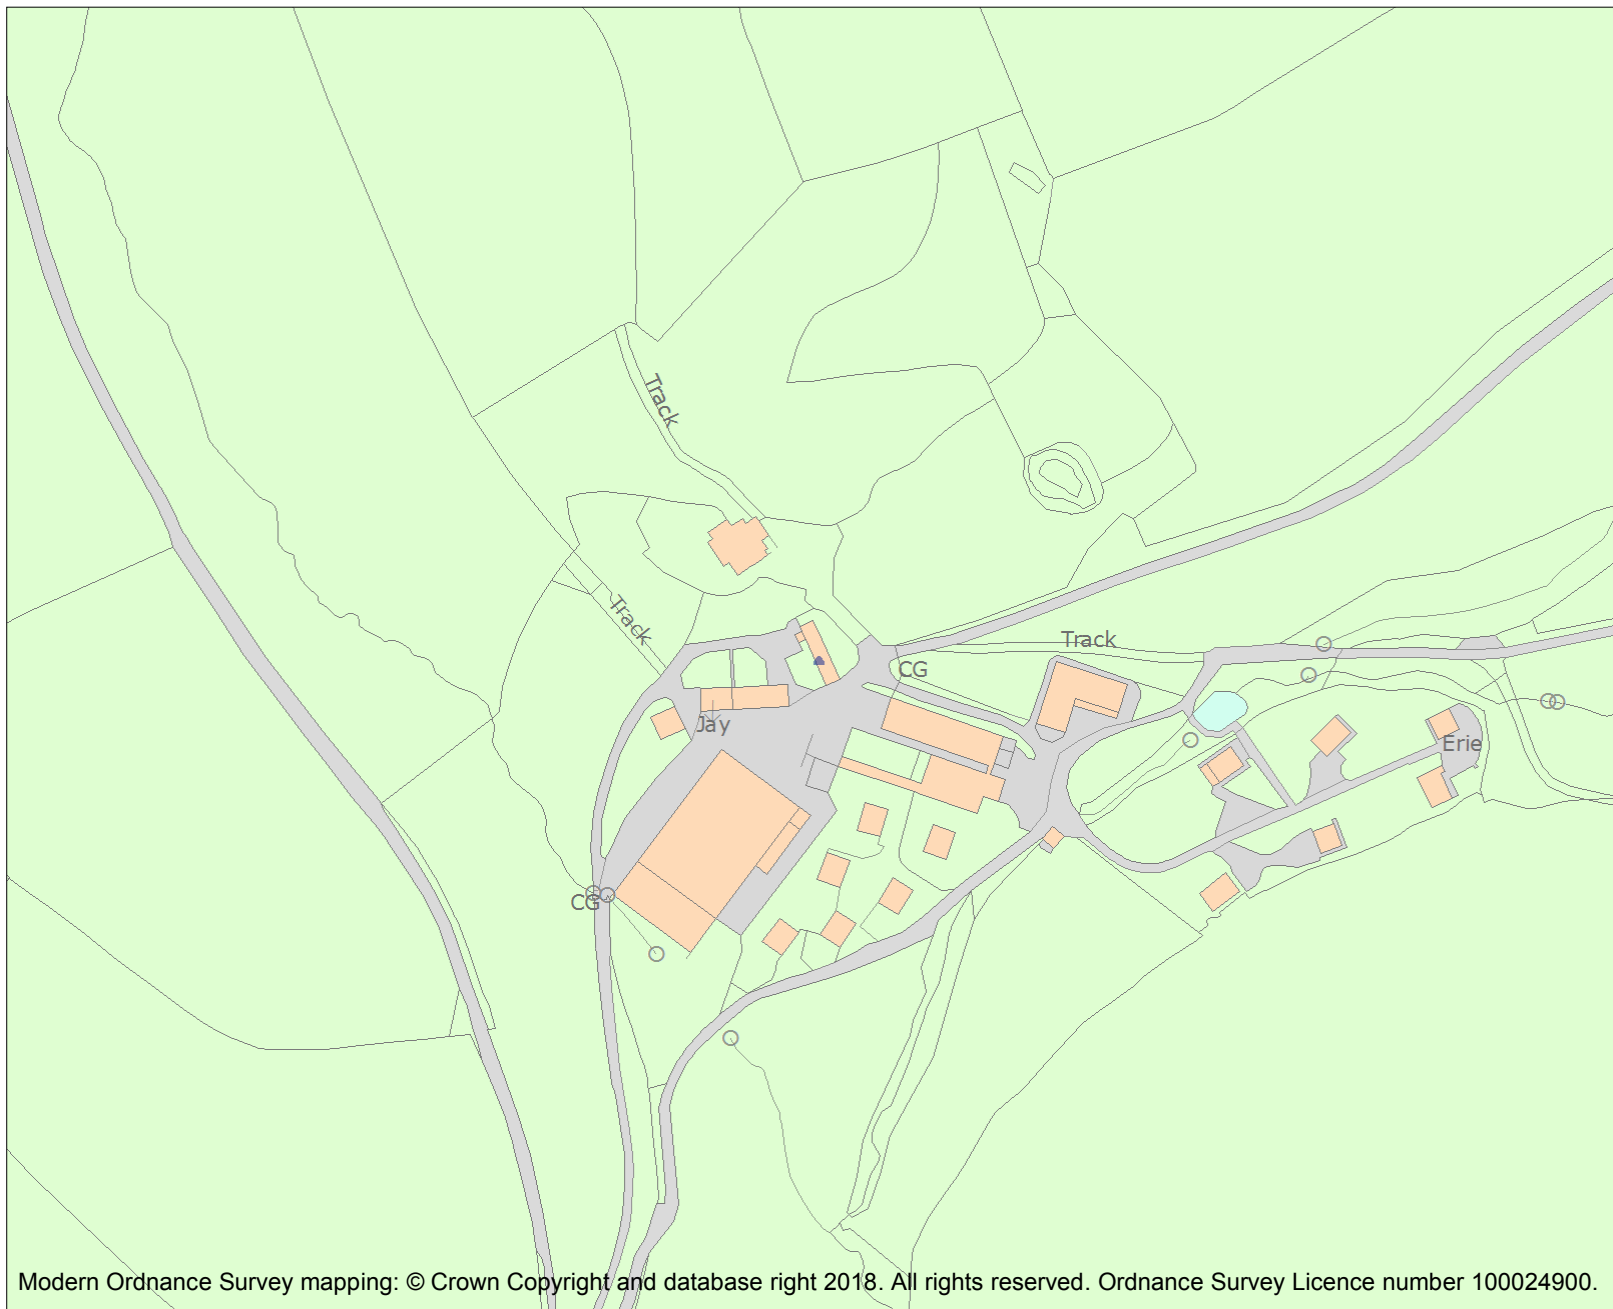 Track
Track
Track
CG
Jay
Erie
CG
Modern Ordnance Survey mapping: © Crown Copyright and database right 2018. All rights reserved. Ordnance Survey Licence number 100024900.